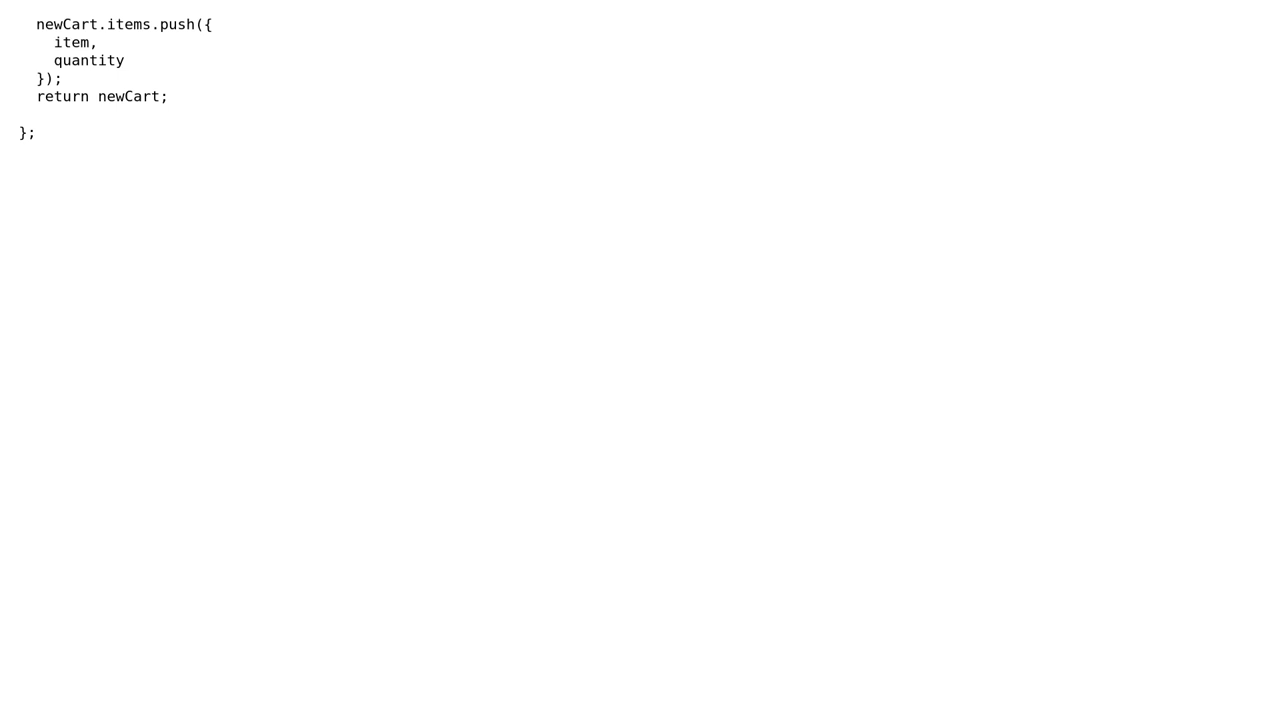 newCart.items.push({
    item,
    quantity
  });
  return newCart;

};